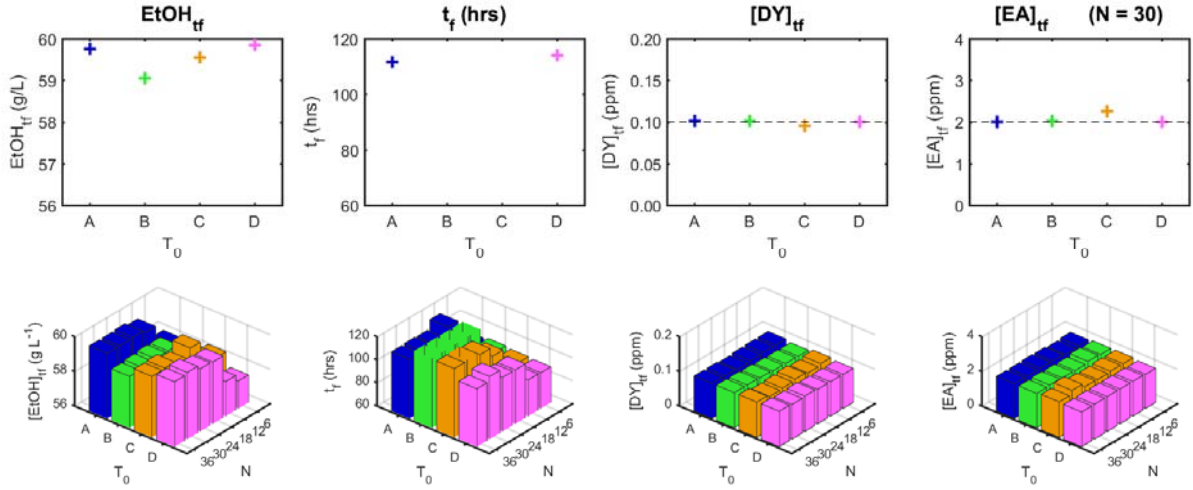 EtOH_tf
t_f (hrs)
[DY]_tf
[EA]_tf (N = 30)
EtOH_tf (g/L)
60
59
58
57
56
A B C D
T_0
t_f (hrs)
120
100
80
60
A B C D
T_0
[DY]_tf (ppm)
0.20
0.15
0.10
0.05
0.00
A B C D
T_0
[EA]_tf (ppm)
4
3
2
1
0
A B C D
T_0
[EtOH]_tf (g L⁻¹)
60
58
56
A
B
C
D
T_0
36
30
24
18
12
6
N
t_f (hrs)
120
100
80
60
A
B
C
D
T_0
36
30
24
18
12
6
N
[DY]_tf (ppm)
0.2
0.1
0
A
B
C
D
T_0
36
30
24
18
12
6
N
[EA]_tf (ppm)
4
2
0
A
B
C
D
T_0
36
30
24
18
12
6
N